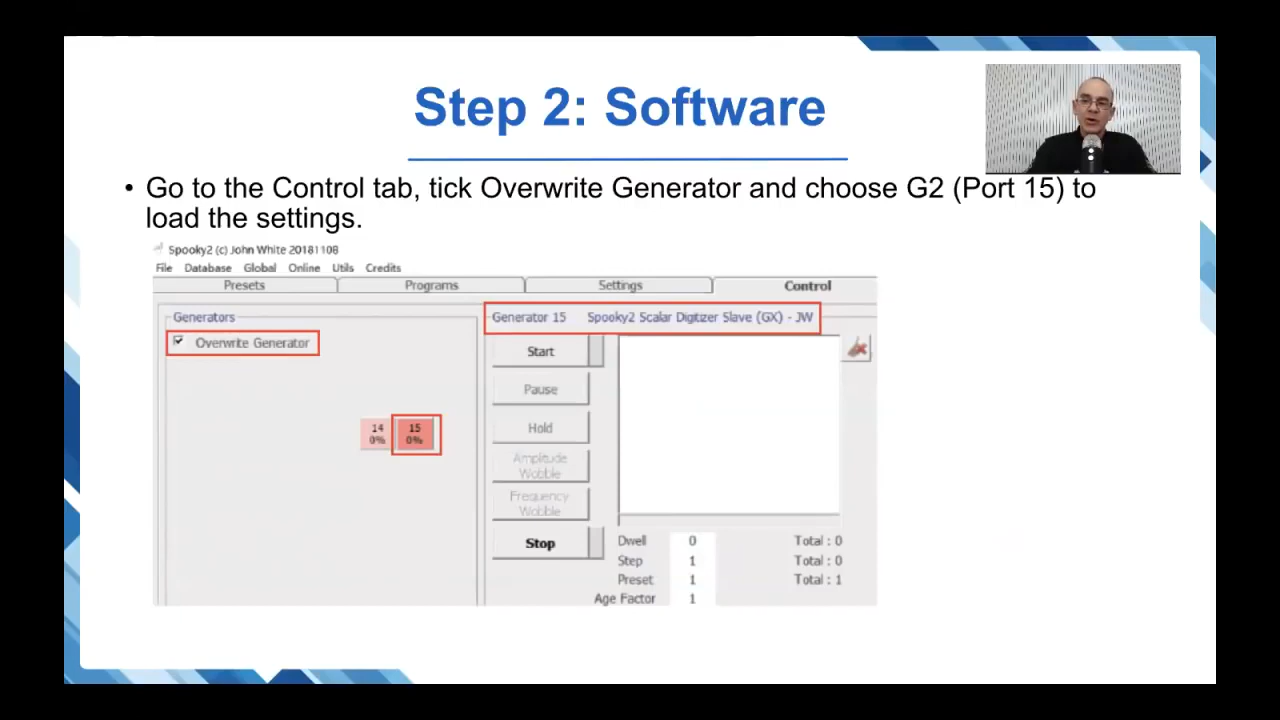 Step 2: Software
• Go to the Control tab, tick Overwrite Generator and choose G2 (Port 15) to
load the settings.
Spooky2 (c) John White 20181108
File Database Global Online Utils Credits
Presets Programs Settings Control
Generators
Overwrite Generator
14
0%
15
0%
Generator 15 Spooky2 Scalar Digitizer Slave (GX) - JW
Start
Pause
Hold
Amplitude
Wobble
Frequency
Wobble
Stop
Dwell 0 Total : 0
Step 1 Total : 0
Preset 1 Total : 1
Age Factor 1